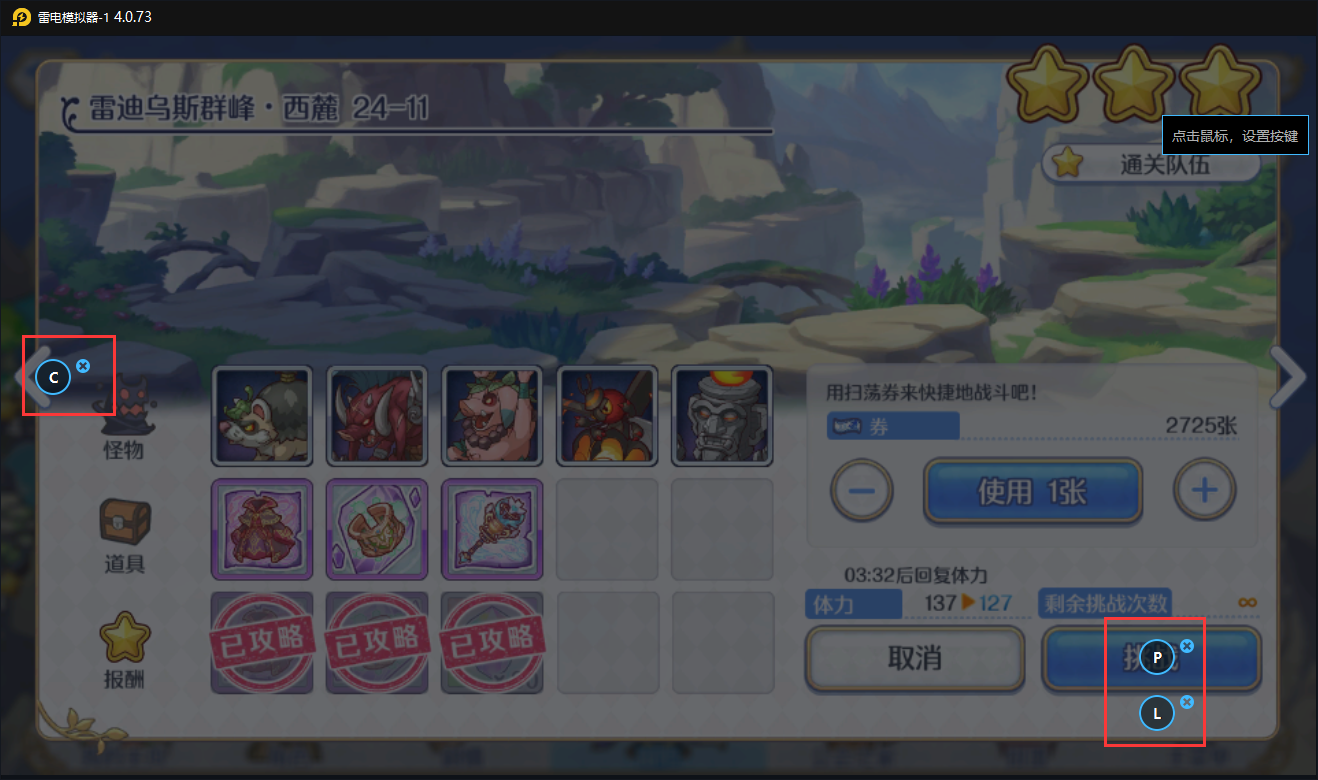 雷电模拟器-1 4.0.73
雷迪乌斯群峰·西麓 24-11
点击鼠标，设置按键
通关队伍
C
怪物
用扫荡券来快捷地战斗吧！
券 2725张
使用 1张
道具
03:32后回复体力
体力 137▶127 剩余挑战次数 ∞
报酬
已攻略 已攻略 已攻略
取消
P
L